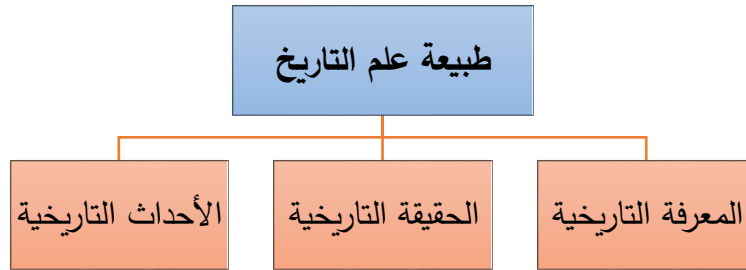 طبيعة علم التاريخ
المعرفة التاريخية
الحقيقة التاريخية
الأحداث التاريخية